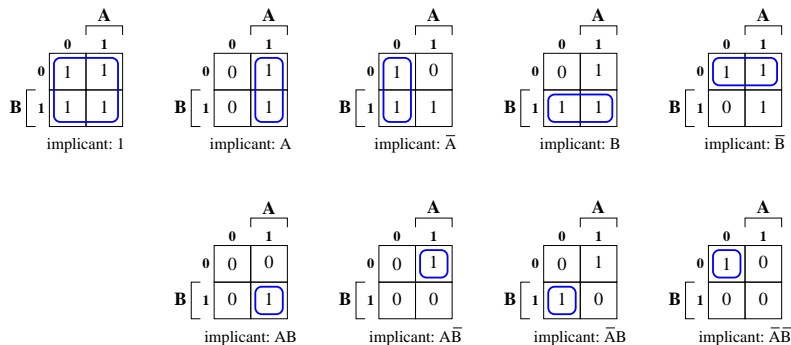 A A A A A
0 1 0 1 0 1 0 1 0 1
0 1 1 0 0 1 0 1 0 0 0 1 0 1 1
B 1 1 1 B 1 0 1 B 1 1 1 B 1 1 1 B 1 0 1
implicant: 1 implicant: A implicant: A̅ implicant: B implicant: B̅
A A A A
0 1 0 1 0 1 0 1
0 0 0 0 0 1 0 0 1 0 1 0
B 1 0 1 B 1 0 0 B 1 1 0 B 1 0 0
implicant: AB implicant: AB̅ implicant: A̅B implicant: A̅B̅